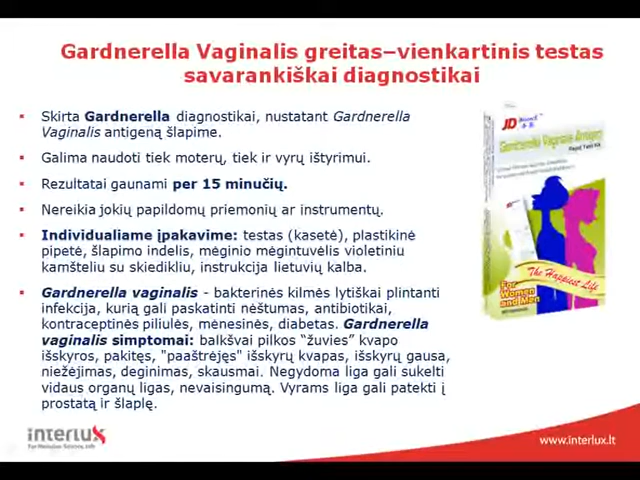 Gardnerella Vaginalis greitas–vienkartinis testas
savarankiškai diagnostikai
▪ Skirta Gardnerella diagnostikai, nustatant Gardnerella
Vaginalis antigeną šlapime.
▪ Galima naudoti tiek moterų, tiek ir vyrų ištyrimui.
▪ Rezultatai gaunami per 15 minučių.
▪ Nereikia jokių papildomų priemonių ar instrumentų.
▪ Individualiame įpakavime: testas (kasetė), plastikinė
pipetė, šlapimo indelis, mėginio mėgintuvėlis violetiniu
kamšteliu su skiedikliu, instrukcija lietuvių kalba.
▪ Gardnerella vaginalis - bakterinės kilmės lytiškai plintanti
infekcija, kurią gali paskatinti nėštumas, antibiotikai,
kontraceptinės piliulės, mėnesinės, diabetas. Gardnerella
vaginalis simptomai: balkšvai pilkos “žuvies” kvapo
išskyros, pakitęs, "paaštrėjęs" išskyrų kvapas, išskyrų gausa,
niežėjimas, deginimas, skausmai. Negydoma liga gali sukelti
vidaus organų ligas, nevaisingumą. Vyrams liga gali patekti į
prostatą ir šlaplę.
JD
Gardnerella Vaginalis Antigen
Rapid Test Kit
The Happiest Life
For
Women
and Men
interlux
www.interlux.lt